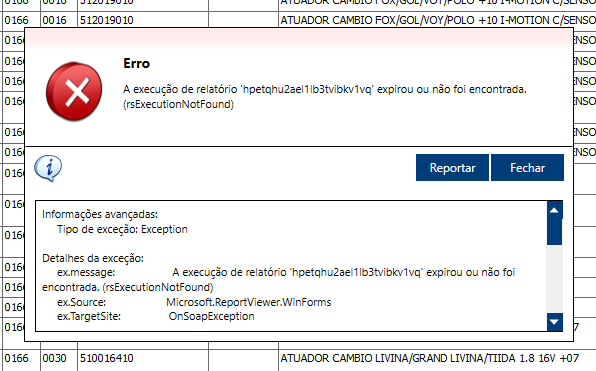 0166 0016 512019010 ATUADOR CAMBIO FOX/GOL/VOY/POLO +10 I-MOTION C/SENSO
0166 0016 512019010 ATUADOR CAMBIO FOX/GOL/VOY/POLO +10 I-MOTION C/SENSO
Erro
A execução de relatório 'hpetqhu2ael1lb3tvibkv1vq' expirou ou não foi encontrada.
(rsExecutionNotFound)
Reportar Fechar
Informações avançadas:
Tipo de exceção: Exception
Detalhes da exceção:
ex.message: A execução de relatório 'hpetqhu2ael1lb3tvibkv1vq' expirou ou não foi
encontrada. (rsExecutionNotFound)
ex.Source: Microsoft.ReportViewer.WinForms
ex.TargetSite: OnSoapException
0166 0030 510016410 ATUADOR CAMBIO LIVINA/GRAND LIVINA/TIIDA 1.8 16V +07